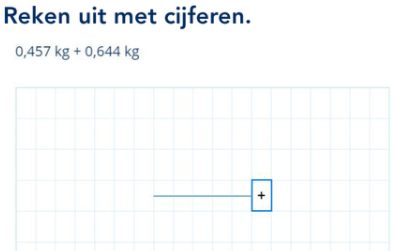 Reken uit met cijferen.
0,457 kg + 0,644 kg
+